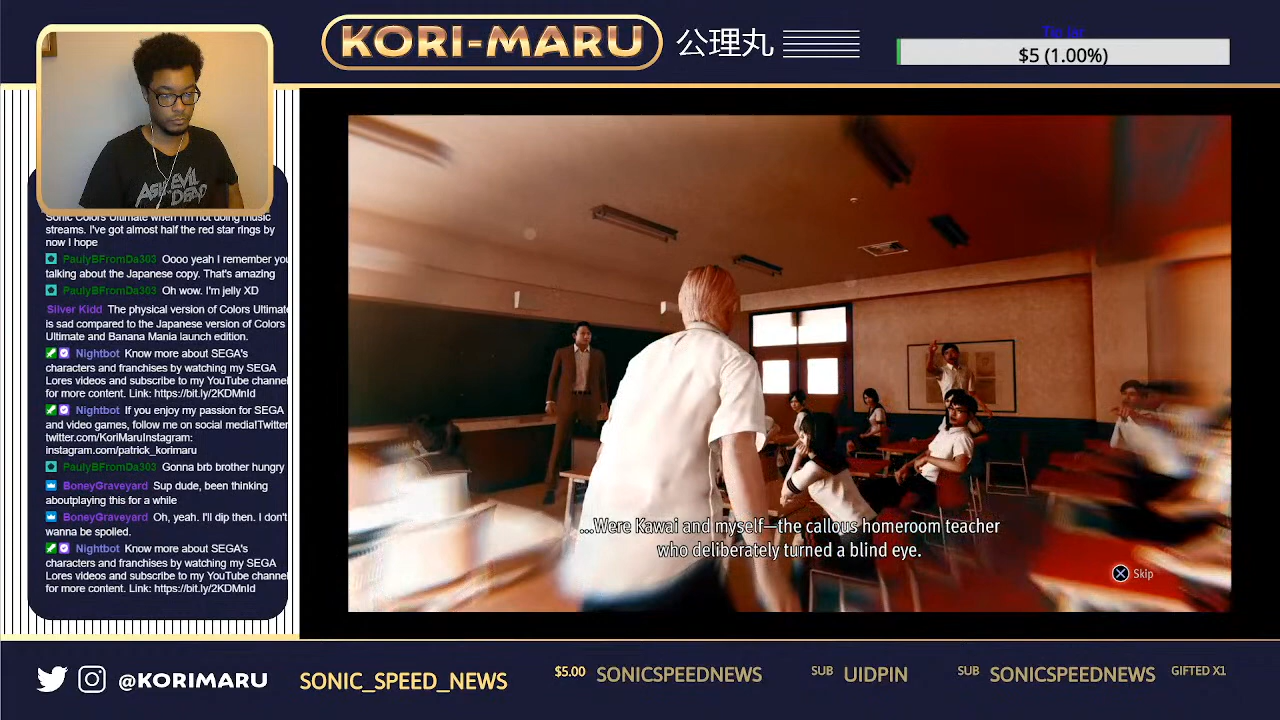 KORI-MARU
公理丸
Tip jar
$5 (1.00%)
ASH EVIL
DEAD
Sonic Colors Ultimate when I'm not doing music
streams. I've got almost half the red star rings by
now I hope
PaulyBFromDa303 Oooo yeah I remember you
talking about the Japanese copy. That's amazing
PaulyBFromDa303 Oh wow. I'm jelly XD
Silver Kidd The physical version of Colors Ultimate
is sad compared to the Japanese version of Colors
Ultimate and Banana Mania launch edition.
Nightbot Know more about SEGA's
characters and franchises by watching my SEGA
Lores videos and subscribe to my YouTube channel
for more content. Link: https://bit.ly/2KDMnId
Nightbot If you enjoy my passion for SEGA
and video games, follow me on social media!Twitter:
twitter.com/KoriMaruInstagram:
instagram.com/patrick_korimaru
PaulyBFromDa303 Gonna brb brother hungry
BoneyGraveyard Sup dude, been thinking
aboutplaying this for a while
BoneyGraveyard Oh, yeah. I'll dip then. I don't
wanna be spoiled.
Nightbot Know more about SEGA's
characters and franchises by watching my SEGA
Lores videos and subscribe to my YouTube channel
for more content. Link: https://bit.ly/2KDMnId
...Were Kawai and myself—the callous homeroom teacher
who deliberately turned a blind eye.
Skip
@KORIMARU
SONIC_SPEED_NEWS
$5.00 SONICSPEEDNEWS SUB UIDPIN SUB SONICSPEEDNEWS GIFTED X1